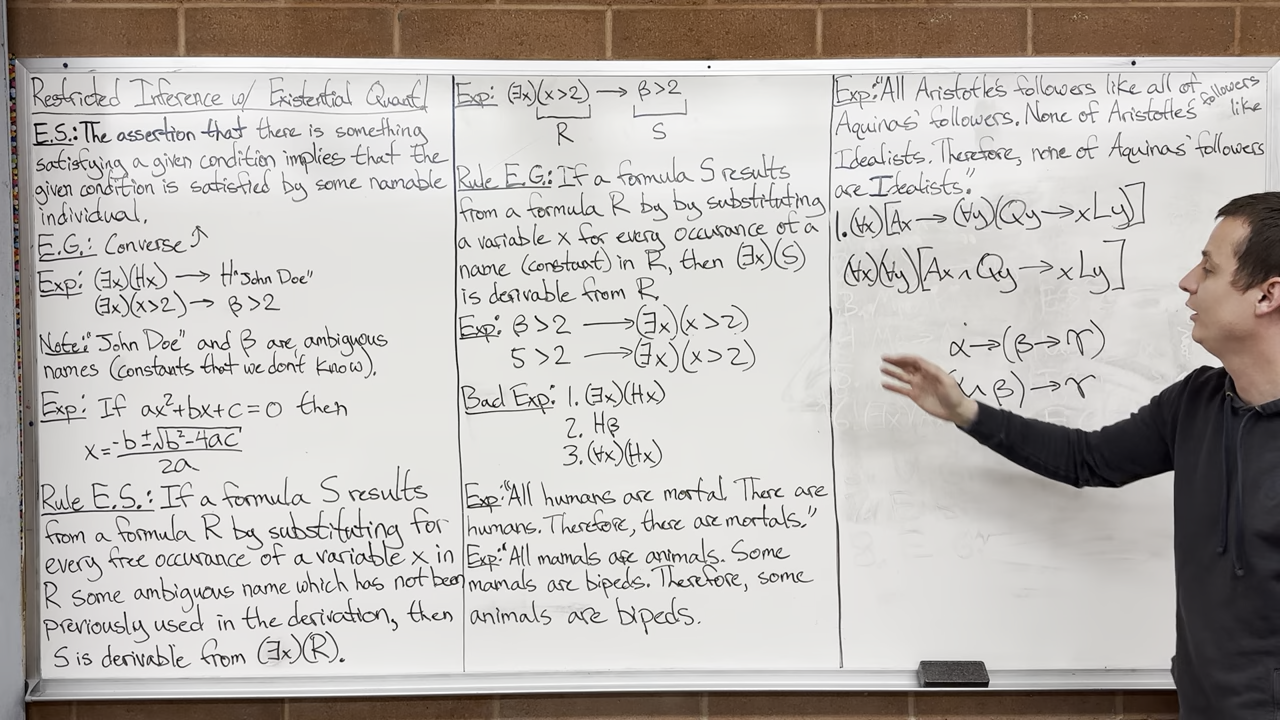 Restricted Inference w/ Existential Quant/
E.S.: The assertion that there is something
satisfying a given condition implies that the
given condition is satisfied by some namable
individual.
E.G.: Converse ↑
Exp: (∃x)(Hx) → H"John Doe"
(∃x)(x>2) → β>2
Note: "John Doe" and β are ambiguous
names (constants that we don't know).
Exp: If ax²+bx+c=0 then
x = -b±√b²-4ac
2a
Rule E.S.: If a formula S results
from a formula R by substituting for
every free occurance of a variable x in
R some ambiguous name which has not been
previously used in the derivation, then
S is derivable from (∃x)(R).
Exp: (∃x)(x>2) → β>2
R S
Rule E.G.: If a formula S results
from a formula R by by substituting
a variable x for every occurance of a
name (constant) in R, then (∃x)(S)
is derivable from R.
Exp: β>2 → (∃x)(x>2)
5>2 → (∃x)(x>2)
Bad Exp: 1. (∃x)(Hx)
2. Hβ
3. (∀x)(Hx)
Exp: "All humans are mortal. There are
humans. Therefore, there are mortals."
Exp: "All mamals are animals. Some
mamals are bipeds. Therefore, some
animals are bipeds.
Exp: "All Aristotle's followers like all of
Aquinas' followers. None of Aristotle's followers like
Idealists. Therefore, none of Aquinas' followers
are Idealists."
1. (∀x)[Ax → (∀y)(Qy → xLy)]
(∀x)(∀y)[Ax ∧ Qy → xLy]
α → (β → γ)
∧ β) → γ